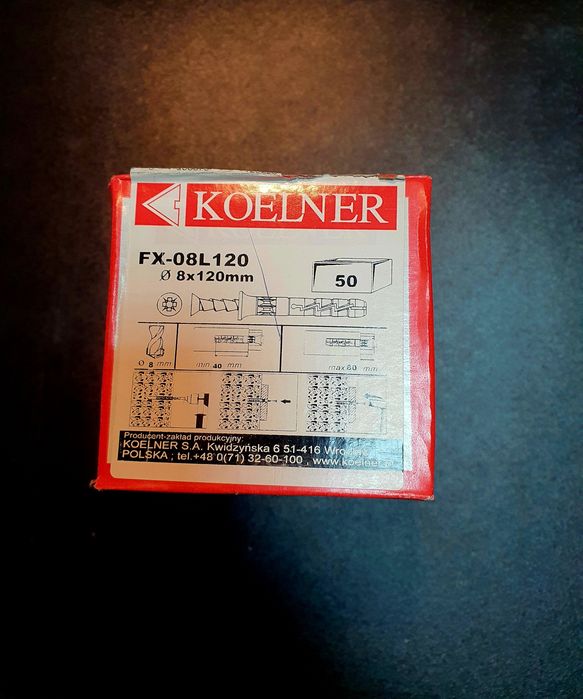 KOELNER
FX-08L120
Ø 8x120mm
50
Ø 8 mm
min 40 mm
max 80 mm
Producent-zakład produkcyjny:
KOELNER S.A. Kwidzyńska 6 51-416
POLSKA ; tel.+48 0(71) 32-60-100 , www.koelner